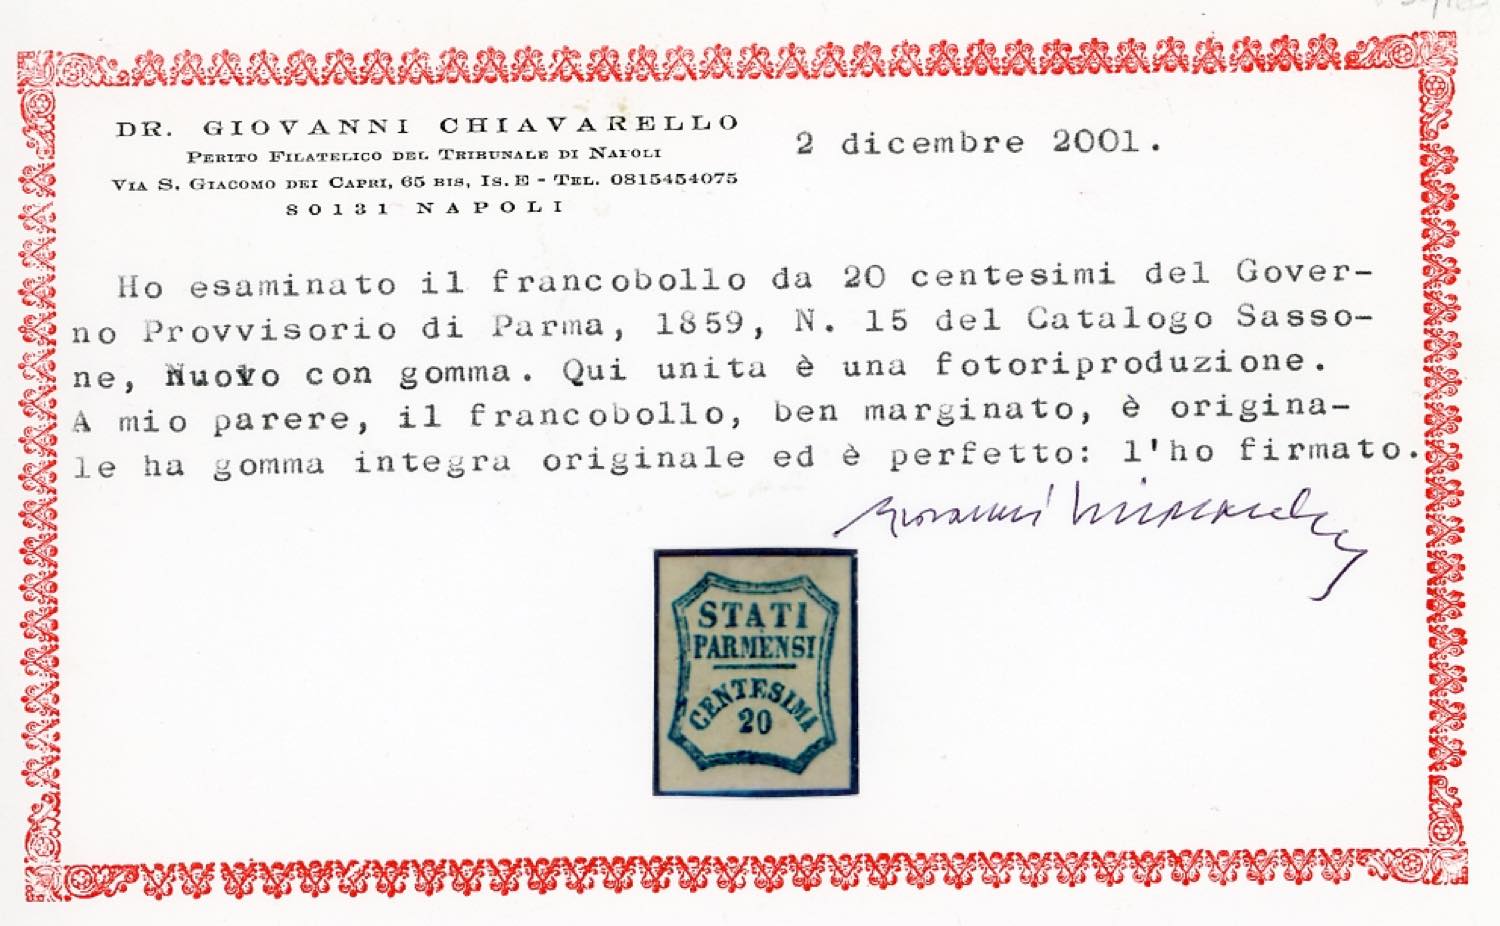 DR. GIOVANNI CHIAVARELLO
PERITO FILATELICO DEL TRIBUNALE DI NAPOLI
VIA S. GIACOMO DEI CAPRI, 65 BIS, IS. E - TEL. 0815454075
80131 NAPOLI
2 dicembre 2001.
Ho esaminato il francobollo da 20 centesimi del Gover-
no Provvisorio di Parma, 1859, N. 15 del Catalogo Sasso-
ne, Nuovo con gomma. Qui unita è una fotoriproduzione.
A mio parere, il francobollo, ben marginato, è origina-
le ha gomma integra originale ed è perfetto: l'ho firmato.
Giovanni Chiavarello
STATI
PARMENSI
CENTESIMI
20